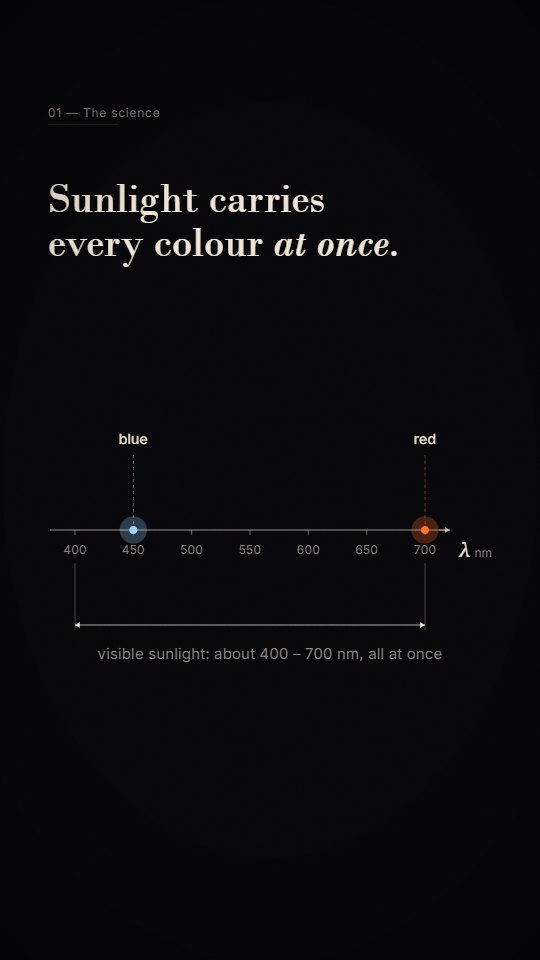 01 — The science
Sunlight carries
every colour at once.
blue red
400 450 500 550 600 650 700 λ nm
visible sunlight: about 400 – 700 nm, all at once